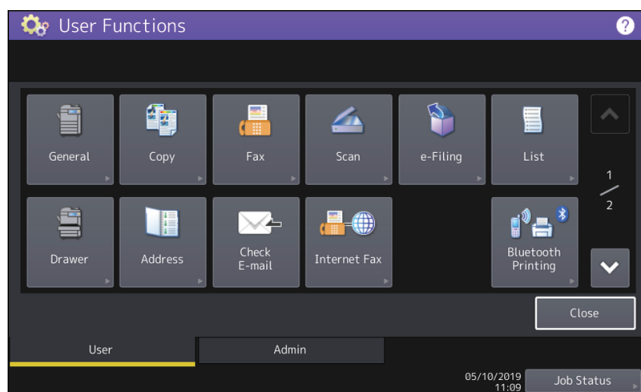 User Functions
?
General
Copy
Fax
Scan
e-Filing
List
1
2
Drawer
Address
Check
E-mail
Internet Fax
Bluetooth
Printing
Close
User
Admin
05/10/2019
11:09
Job Status